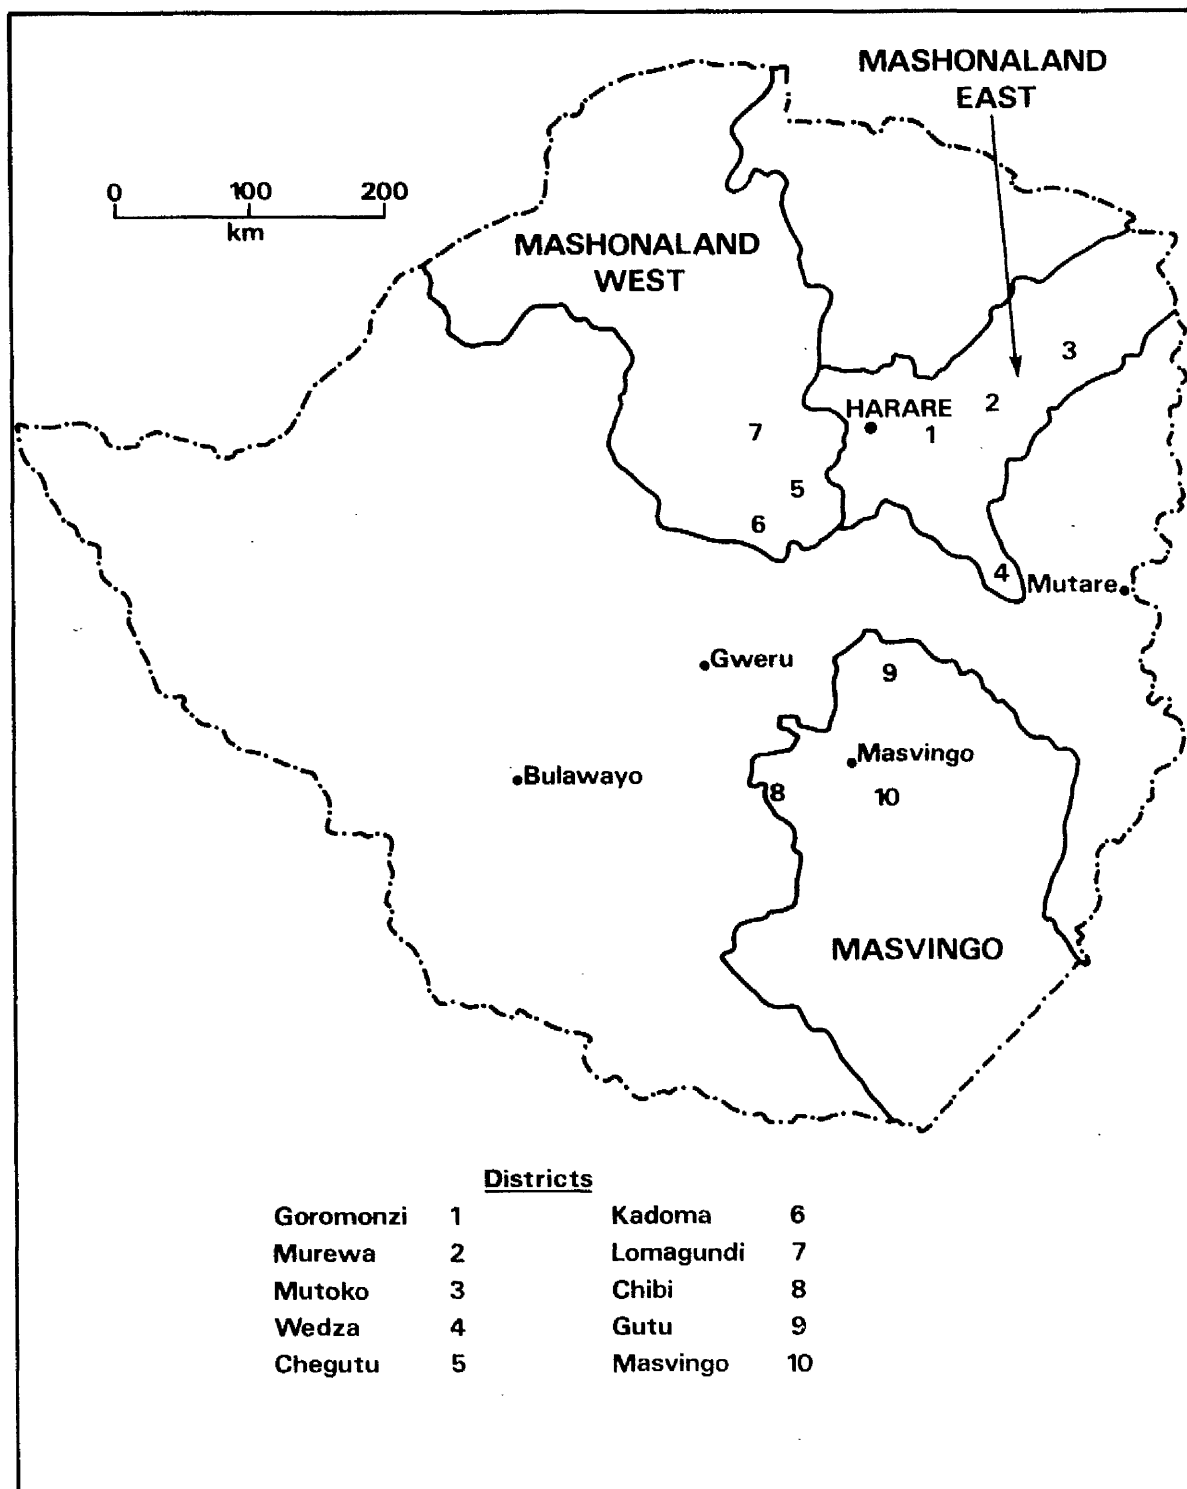 MASHONALAND
EAST
0 100 200
km
MASHONALAND
WEST
3
2
HARARE
1
7
5
6
4
Mutare
Gweru
9
Masvingo
Bulawayo
8
10
MASVINGO
Districts
Goromonzi 1 Kadoma 6
Murewa 2 Lomagundi 7
Mutoko 3 Chibi 8
Wedza 4 Gutu 9
Chegutu 5 Masvingo 10